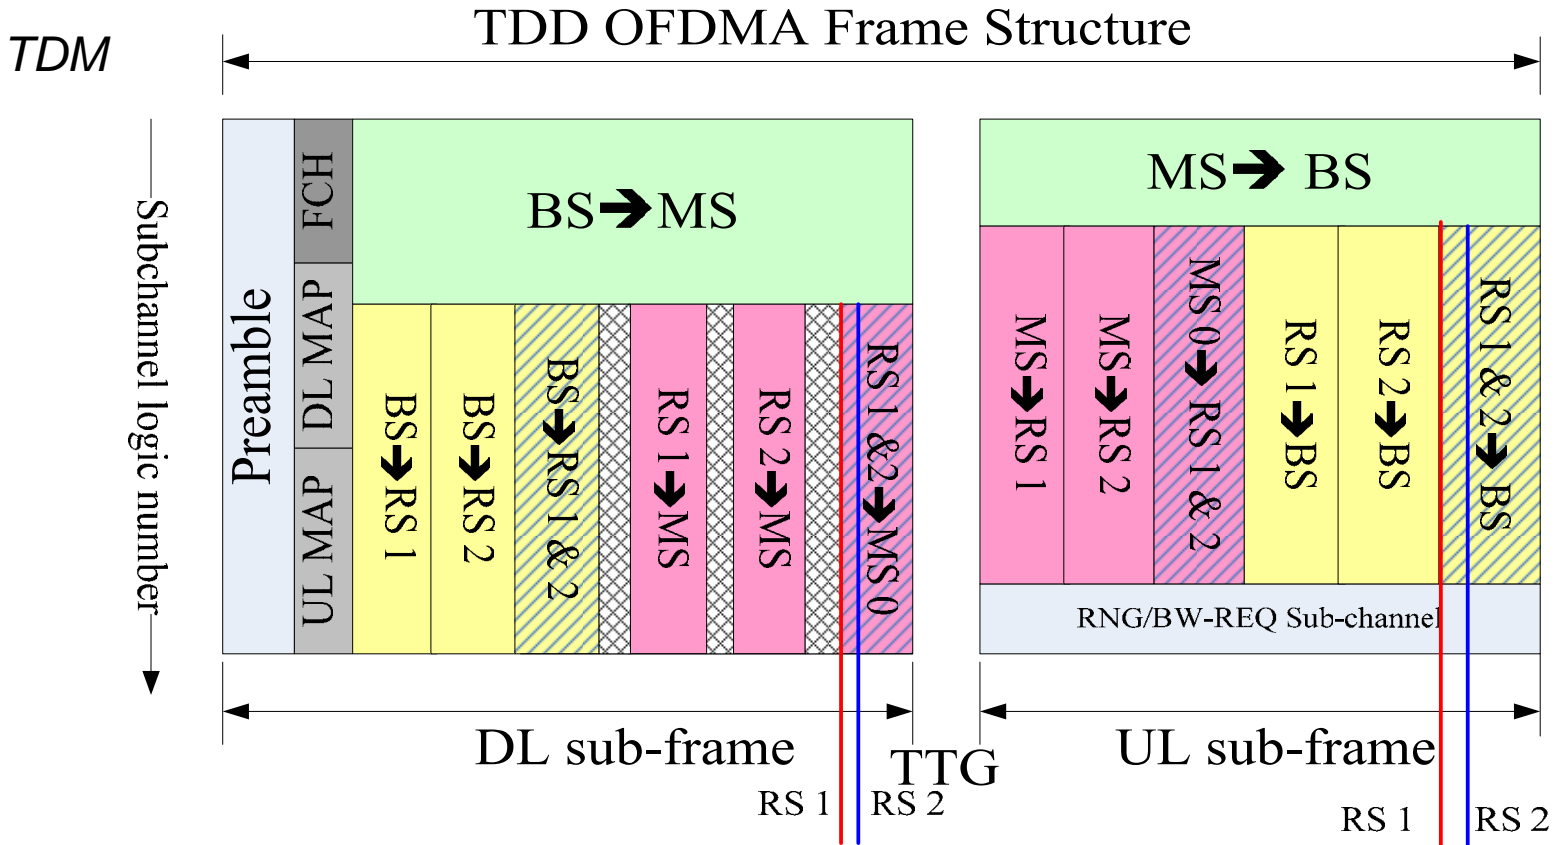 TDM
TDD OFDMA Frame Structure
Subchannel logic number
Preamble
FCH
DL MAP
UL MAP
BS➔MS
BS➔RS 1
BS➔RS 2
BS➔RS 1 & 2
RS 1➔MS
RS 2➔MS
RS 1 &2➔MS 0
MS➔ BS
MS➔RS 1
MS➔RS 2
MS 0➔ RS 1 & 2
RS 1➔BS
RS 2➔BS
RS 1 & 2➔ BS
RNG/BW-REQ Sub-channel
DL sub-frame
TTG
UL sub-frame
RS 1
RS 2
RS 1
RS 2